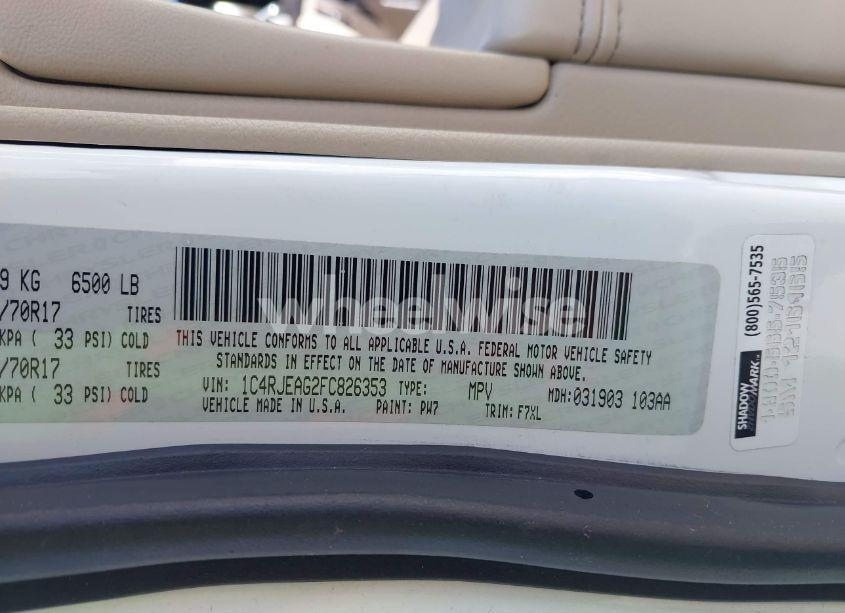 9 KG 6500 LB
/70R17 TIRES
KPA ( 33 PSI) COLD
/70R17 TIRES
KPA ( 33 PSI) COLD
THIS VEHICLE CONFORMS TO ALL APPLICABLE U.S.A. FEDERAL MOTOR VEHICLE SAFETY
STANDARDS IN EFFECT ON THE DATE OF MANUFACTURE SHOWN ABOVE.
VIN: 1C4RJEAG2FC826353 TYPE: MPV MDH:031903 103AA
VEHICLE MADE IN U.S.A. PAINT: PW7 TRIM: F7XL
wheelwise
SHADOW
MARK.TM
(800)565-7535